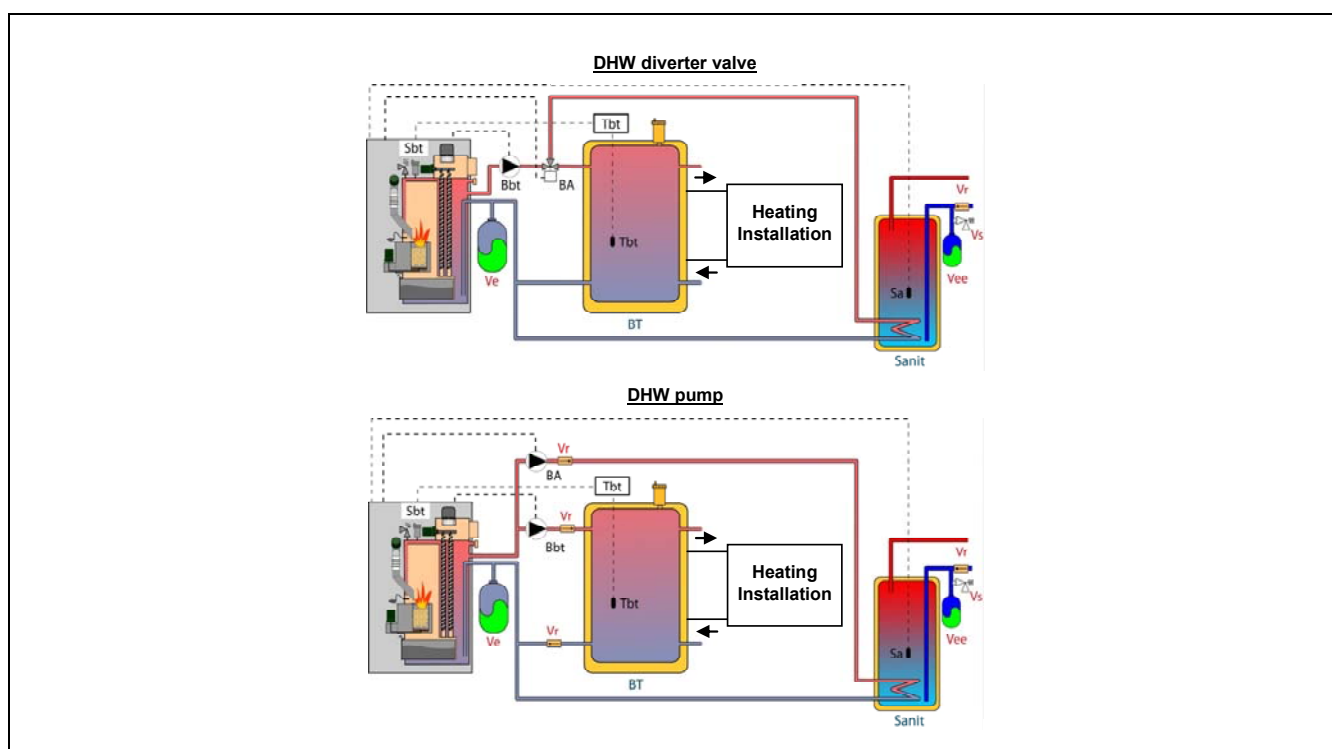 DHW diverter valve
Tbt
Sbt
Bbt
BA
Heating
Installation
Vr
Vs
Tbt
Ve
Sa
Vee
BT
Sanit
DHW pump
Vr
BA
Tbt
Sbt
Vr
Bbt
Heating
Installation
Vr
Vs
Tbt
Ve
Vr
Sa
Vee
BT
Sanit